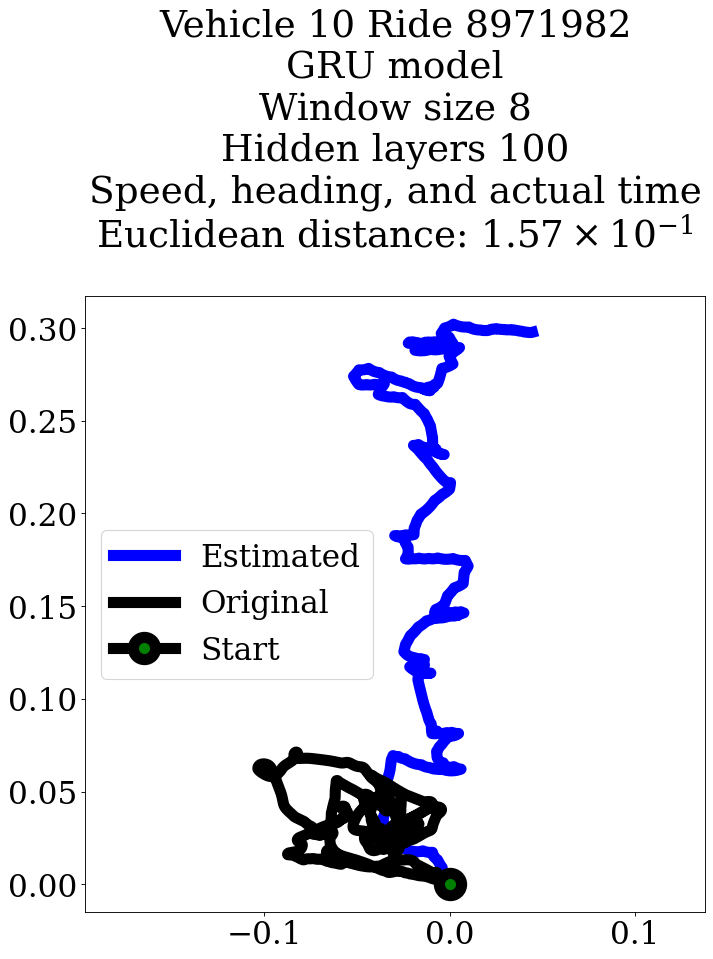 Vehicle 10 Ride 8971982
GRU model
Window size 8
Hidden layers 100
Speed, heading, and actual time
Euclidean distance: 1.57 × 10⁻¹
0.30
0.25
0.20
0.15
0.10
0.05
0.00
Estimated
Original
Start
−0.1 0.0 0.1